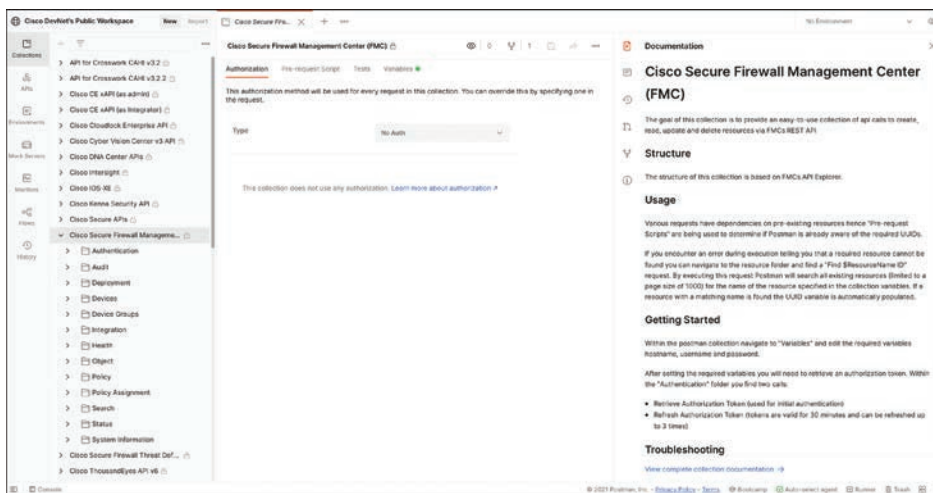 Cisco DevNet's Public Workspace
New
Import
Cisco Secure Fire...
No Environment
Collections
APIs
Environments
Mock Servers
Monitors
Flows
History
API for Crosswork CAHI v3.2
API for Crosswork CAHI v3.2.2
Cisco CE xAPI (as admin)
Cisco CE xAPI (as Integrator)
Cisco Cloudlock Enterprise API
Cisco Cyber Vision Center v3 API
Cisco DNA Center APIs
Cisco Intersight
Cisco IOS-XE
Cisco Kenna Security API
Cisco Secure APIs
Cisco Secure Firewall Manageme...
Authentication
Audit
Deployment
Devices
Device Groups
Integration
Health
Object
Policy
Policy Assignment
Search
Status
System Information
Cisco Secure Firewall Threat Def...
Cisco ThousandEyes API v6
Cisco Secure Firewall Management Center (FMC)
0
1
Authorization
Pre-request Script
Tests
Variables
This authorization method will be used for every request in this collection. You can override this by specifying one in
the request.
Type
No Auth
This collection does not use any authorization. Learn more about authorization ↗
Documentation
Cisco Secure Firewall Management Center
(FMC)
The goal of this collection is to provide an easy-to-use collection of api calls to create,
read, update and delete resources via FMCs REST API
Structure
The structure of this collection is based on FMCs API Explorer.
Usage
Various requests have dependencies on pre-existing resources hence "Pre-request
Scripts" are being used to determine if Postman is already aware of the required UUIDs.
If you encounter an error during execution telling you that a required resource cannot be
found you can navigate to the resource folder and find a "Find $ResourceName ID"
request. By executing this request Postman will search all existing resources (limited to a
page size of 1000) for the name of the resource specified in the collection variables. If a
resource with a matching name is found the UUID variable is automatically populated.
Getting Started
Within the postman collection navigate to "Variables" and edit the required variables
hostname, username and password.
After setting the required variables you will need to retrieve an authorization token. Within
the "Authentication" folder you find two calls.
• Retrieve Authorization Token (used for initial authentication)
• Refresh Authorization Token (tokens are valid for 30 minutes and can be refreshed up
to 3 times)
Troubleshooting
View complete collection documentation →
Console
© 2021 Postman, Inc. - Privacy Policy - Terms
Bootcamp
Auto-select agent
Runner
Trash